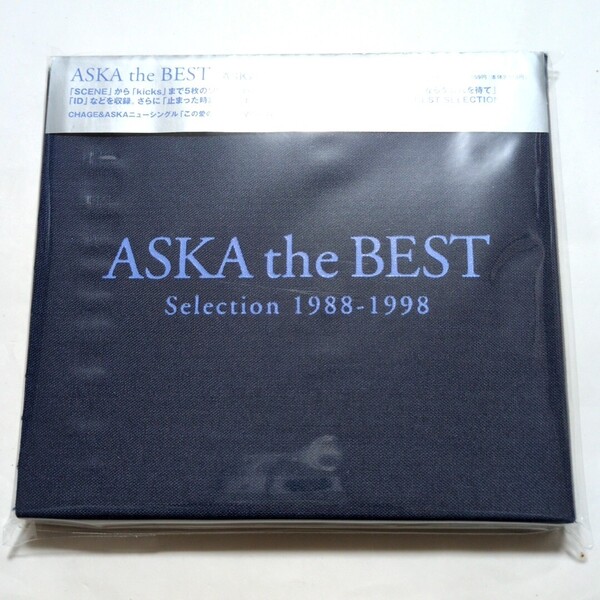 ASKA the BEST
「SCENE」から「kicks」まで5枚の
「ID」などを収録。さらに「止まった時
CHAGE&ASKAニューシングル「この愛の
を待て」
ASKA the BEST
Selection 1988-1998